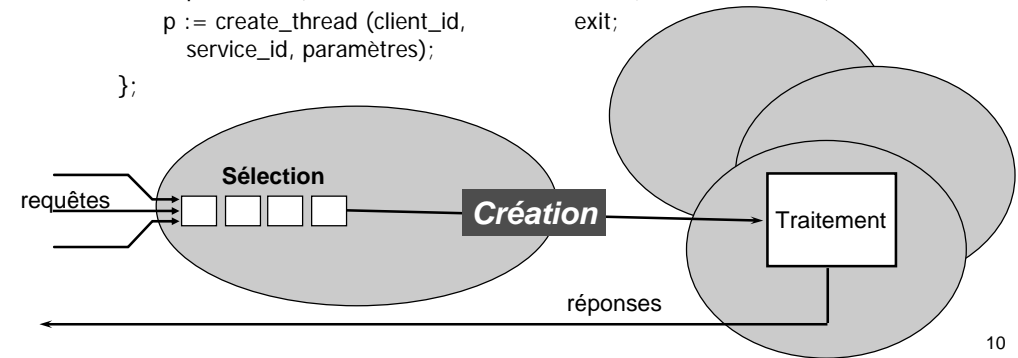 p := create_thread (client_id,
service_id, paramètres);
exit;
};
Sélection
requêtes
Création
Traitement
réponses
10